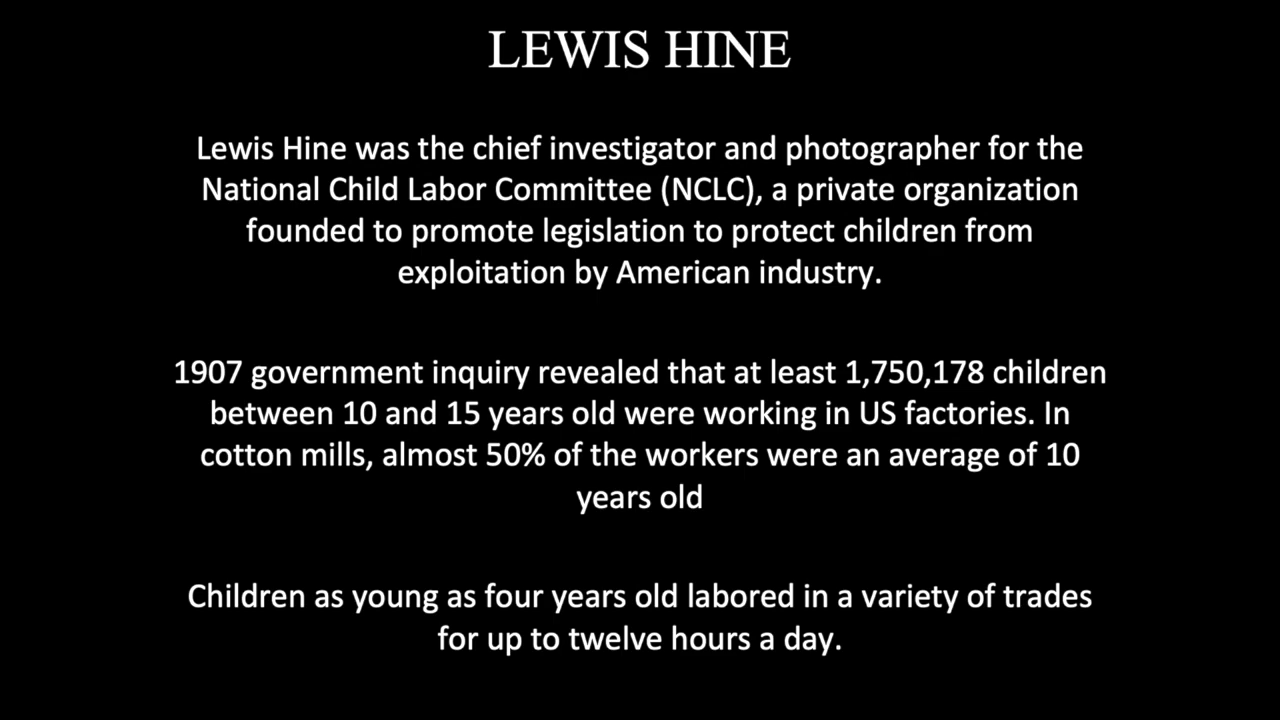 LEWIS HINE
Lewis Hine was the chief investigator and photographer for the
National Child Labor Committee (NCLC), a private organization
founded to promote legislation to protect children from
exploitation by American industry.
1907 government inquiry revealed that at least 1,750,178 children
between 10 and 15 years old were working in US factories. In
cotton mills, almost 50% of the workers were an average of 10
years old
Children as young as four years old labored in a variety of trades
for up to twelve hours a day.